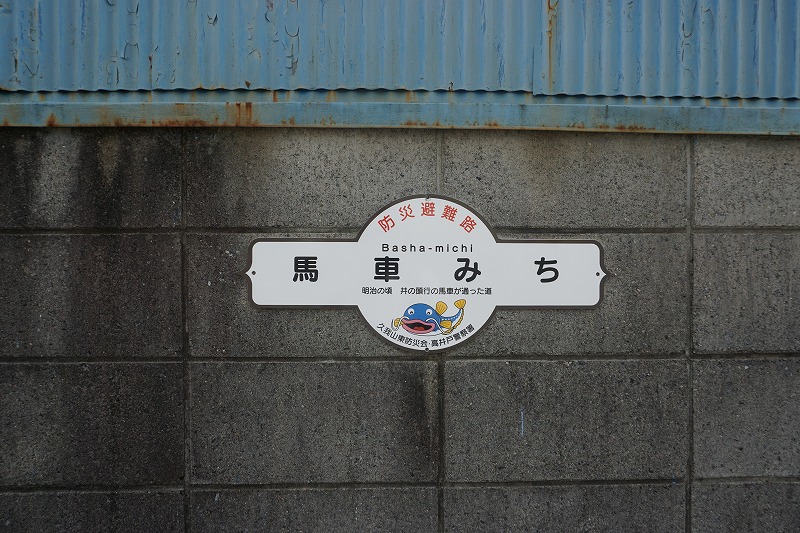 防災避難路
Basha-michi
馬車みち
明治の頃 井の頭行の馬車が通った道
久我山東防災会・高井戸警察署